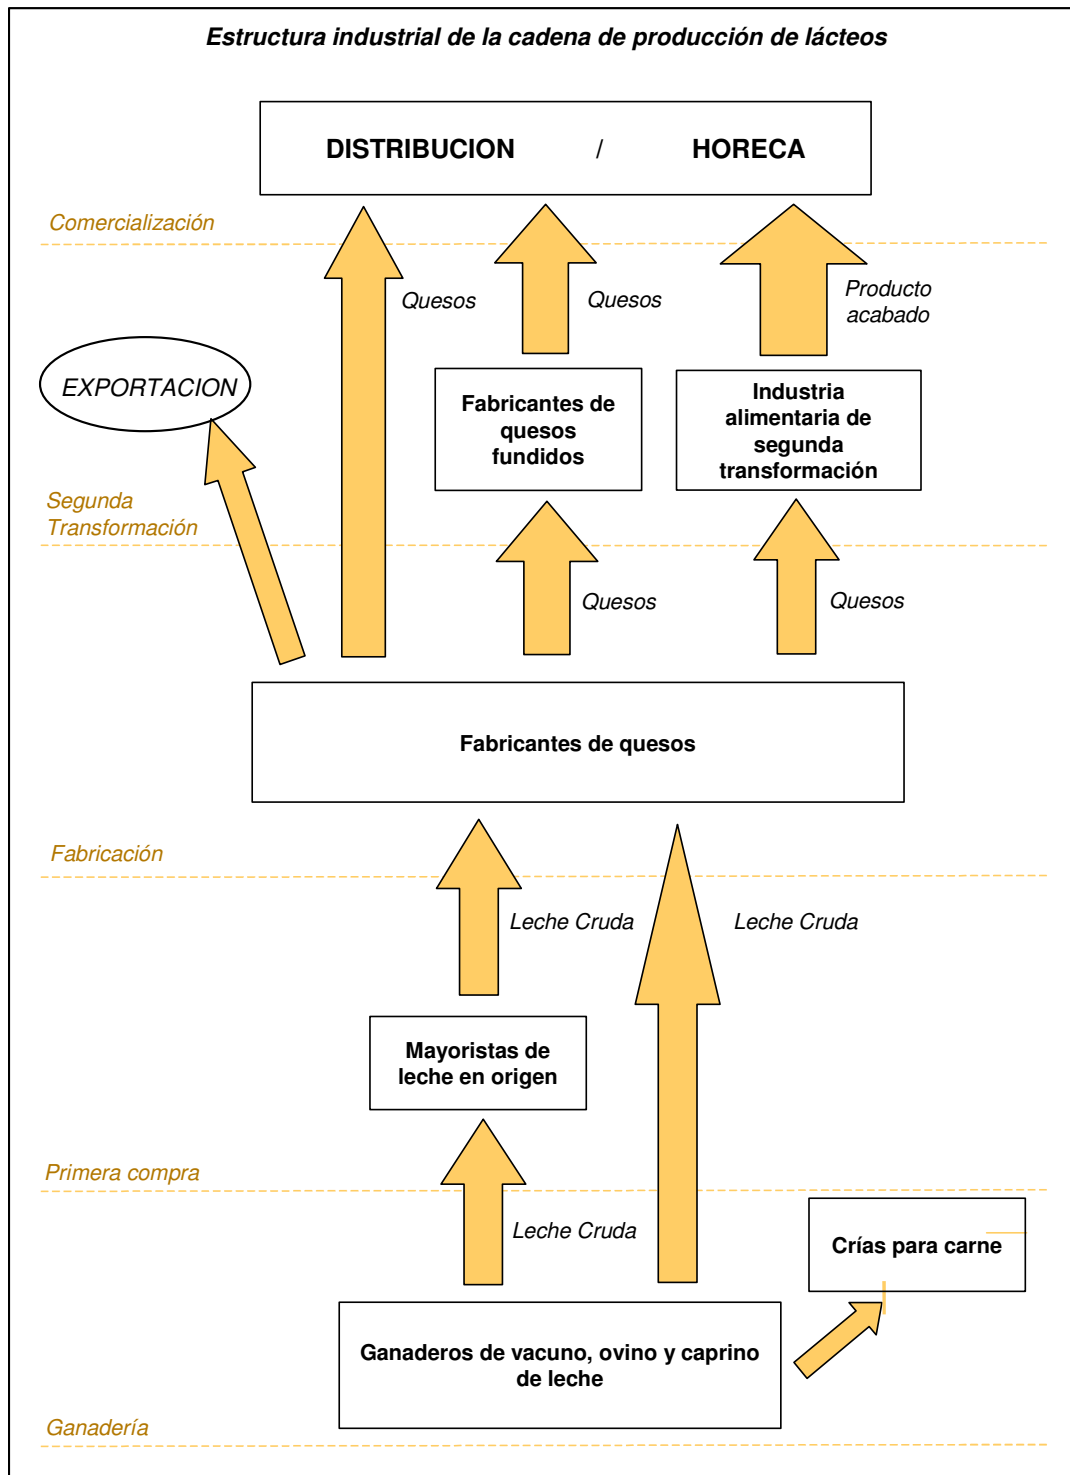 Estructura industrial de la cadena de producción de lácteos
DISTRIBUCION / HORECA
Comercialización
Quesos
Quesos
Producto
acabado
EXPORTACION
Fabricantes de
quesos
fundidos
Industria
alimentaria de
segunda
transformación
Segunda
Transformación
Quesos
Quesos
Fabricantes de quesos
Fabricación
Leche Cruda
Leche Cruda
Mayoristas de
leche en origen
Primera compra
Leche Cruda
Crías para carne
Ganaderos de vacuno, ovino y caprino
de leche
Ganadería